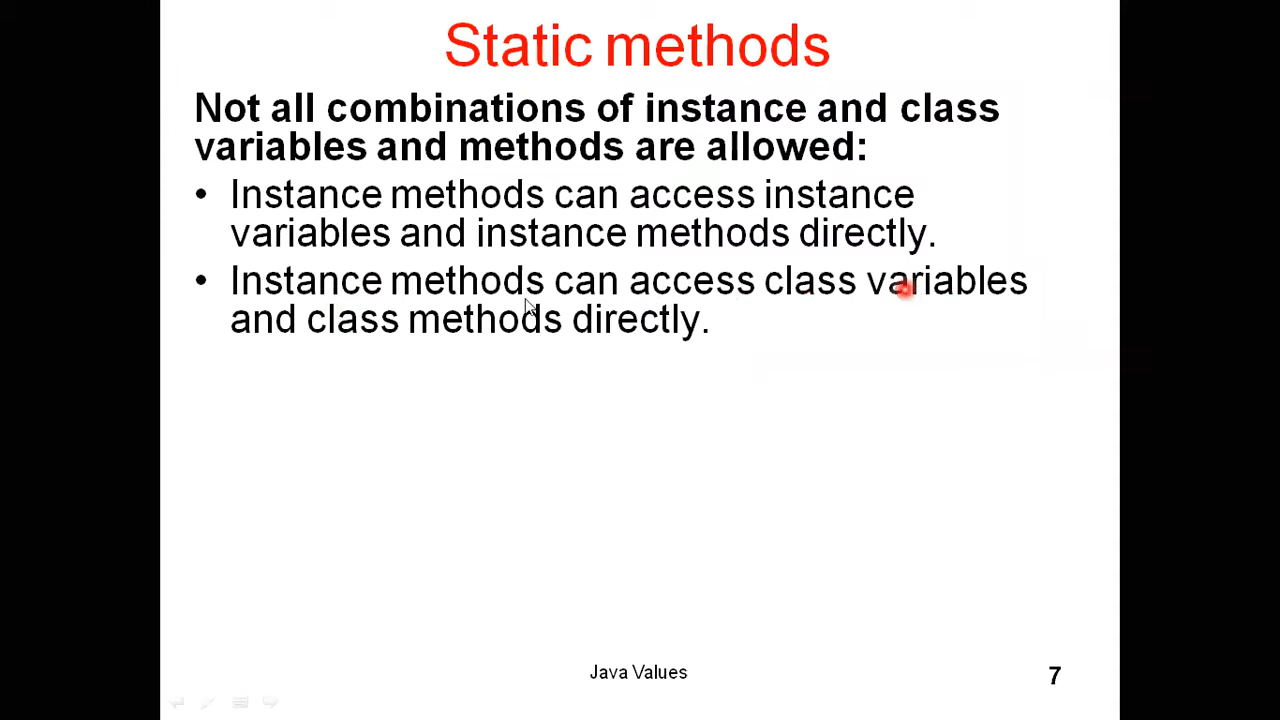 Static methods
Not all combinations of instance and class
variables and methods are allowed:
• Instance methods can access instance
variables and instance methods directly.
• Instance methods can access class variables
and class methods directly.
Java Values
7